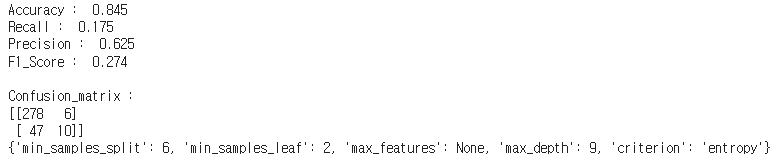 Accuracy :  0.845
Recall :  0.175
Precision :  0.625
F1_Score :  0.274

Confusion_matrix :
[[278   6]
 [ 47  10]]
{'min_samples_split': 6, 'min_samples_leaf': 2, 'max_features': None, 'max_depth': 9, 'criterion': 'entropy'}